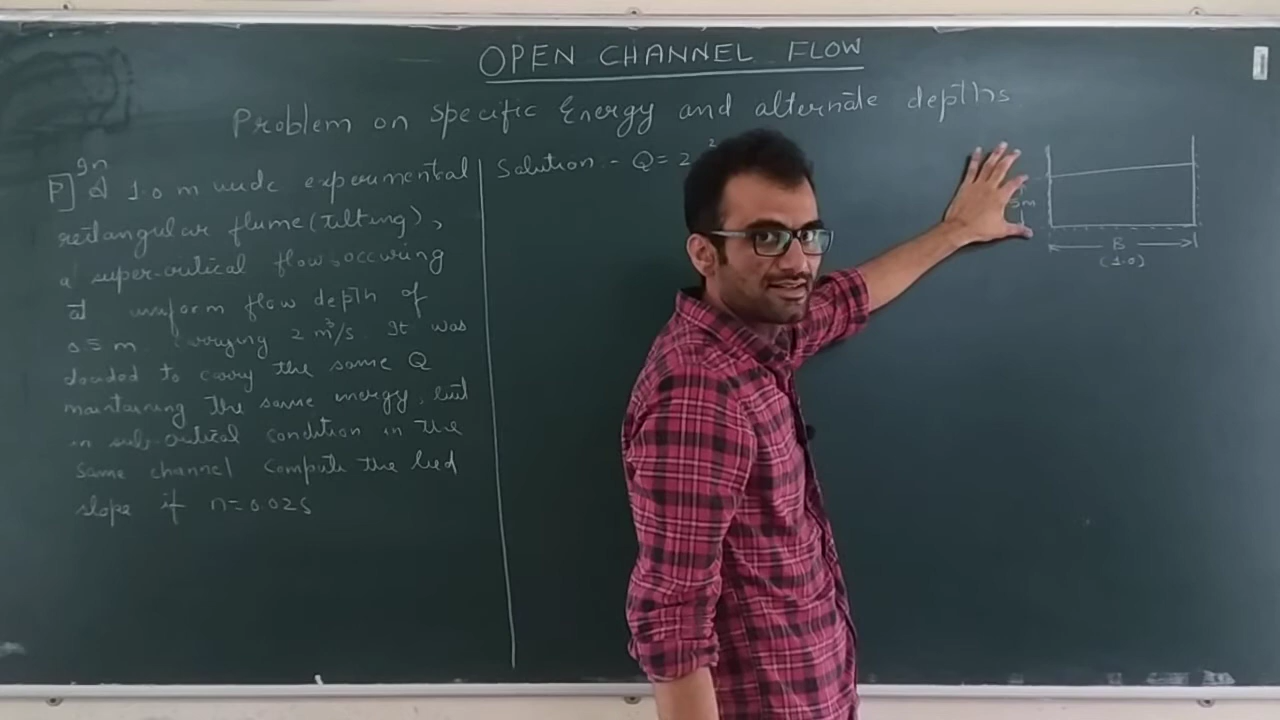 OPEN CHANNEL FLOW
Problem on Specific Energy and alternate depths
In
P] a 1.0 m wide experimental
rectangular flume (tilting),
a super-critical flow occuring
at uniform flow depth of
0.5 m carrying 2 m³/s. It was
decided to carry the same Q
maintaining the same energy, but
in sub-critical condition in the
same channel compute the bed
slope if n=0.025
Solution :- Q = 2
5m
B
(1.0)